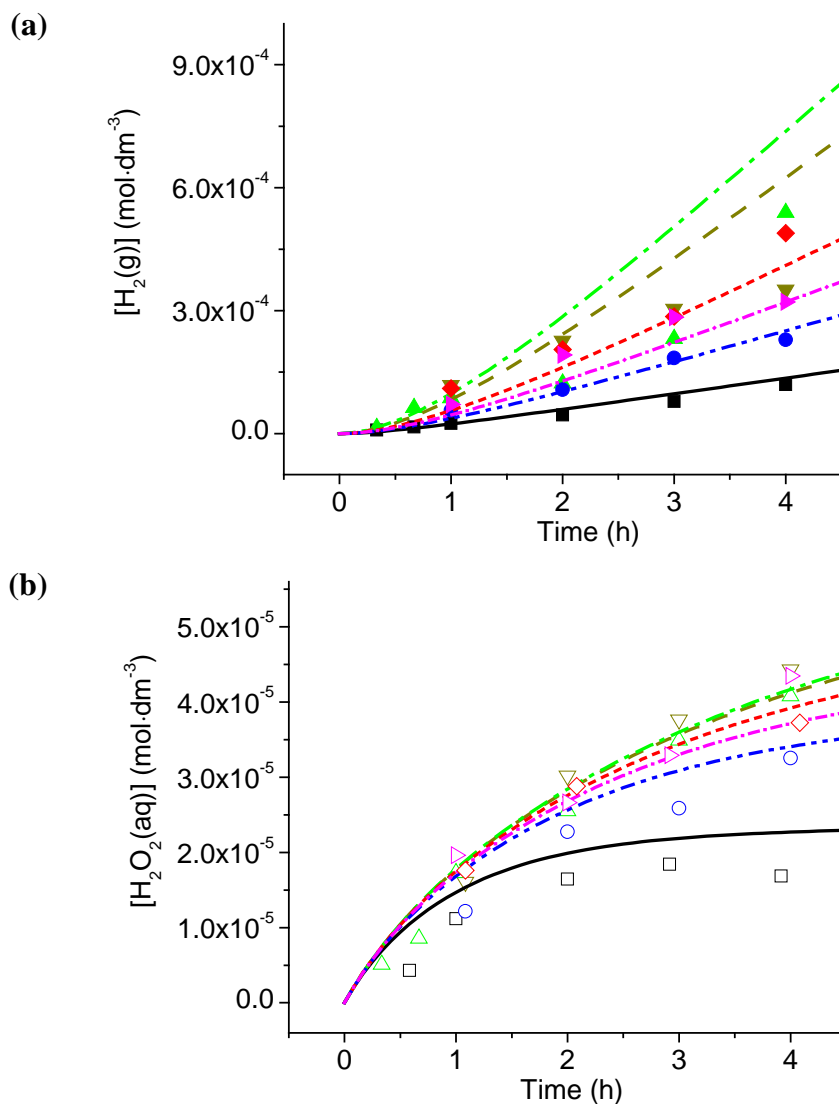 (a)
[H₂(g)] (mol·dm⁻³)
9.0x10⁻⁴
6.0x10⁻⁴
3.0x10⁻⁴
0.0
0 1 2 3 4
Time (h)
(b)
[H₂O₂(aq)] (mol·dm⁻³)
5.0x10⁻⁵
4.0x10⁻⁵
3.0x10⁻⁵
2.0x10⁻⁵
1.0x10⁻⁵
0.0
0 1 2 3 4
Time (h)